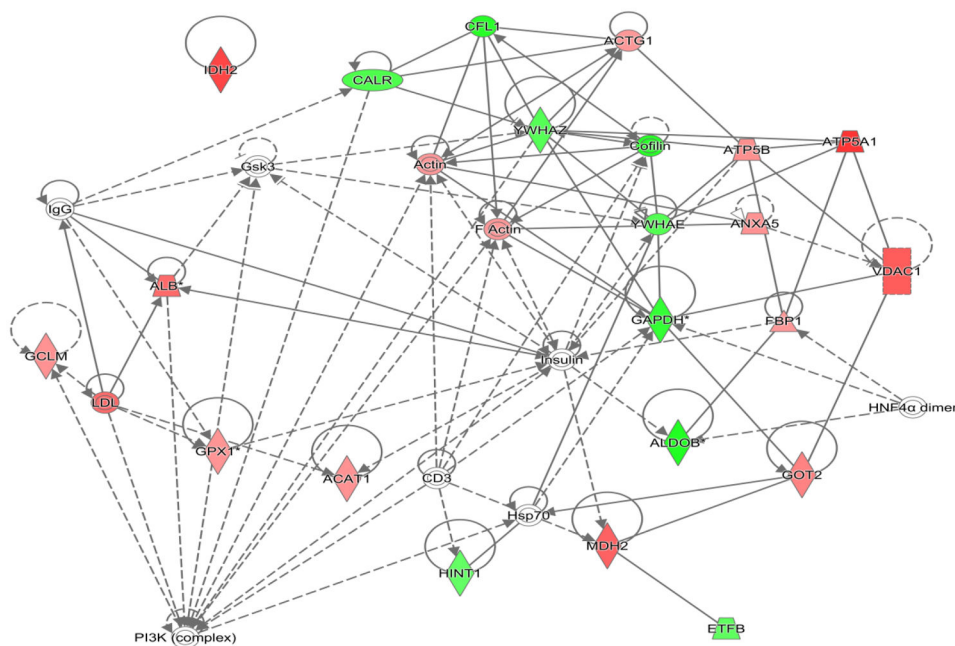 CFL1
ACTG1
IDH2
CALR
YWHAZ
Cofilin
ATP5B
ATP5A1
Gsk3
Actin
IgG
F Actin
YWHAE
ANXA5
VDAC1
ALB*
GAPDH*
FBP1
GCLM
Insulin
LDL
HNF4α dimer
GPX1*
ALDOB*
ACAT1
CD3
GOT2
Hsp70
MDH2
HINT1
ETFB
PI3K (complex)